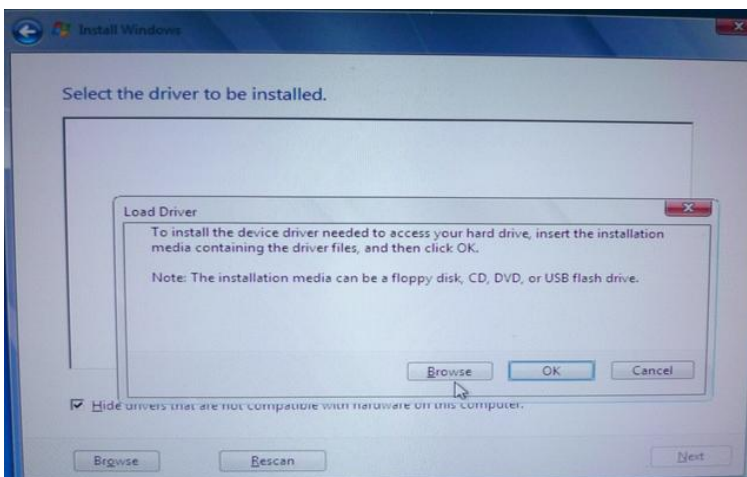 Install Windows
Select the driver to be installed.
Load Driver
To install the device driver needed to access your hard drive, insert the installation
media containing the driver files, and then click OK.
Note: The installation media can be a floppy disk, CD, DVD, or USB flash drive.
Browse OK Cancel
Hide drivers that are not compatible with hardware on this computer.
Browse Rescan Next